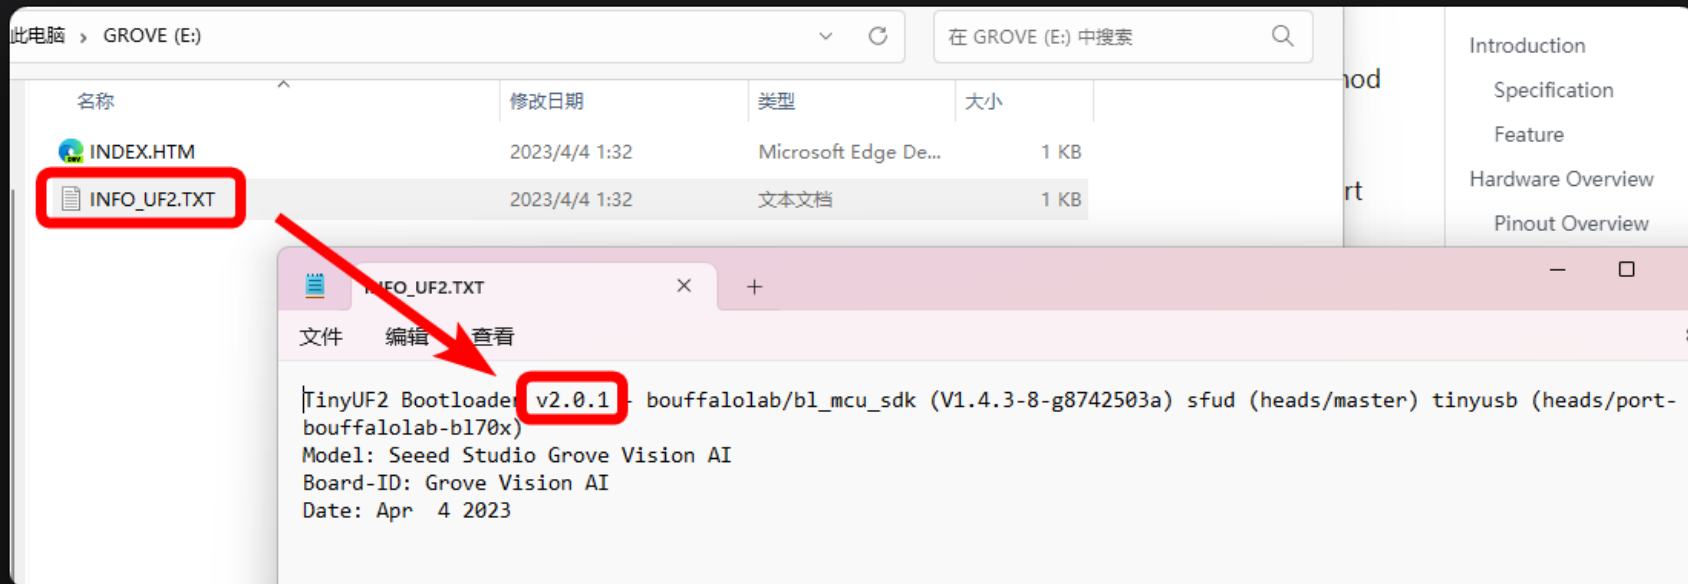 此电脑 > GROVE (E:)
在 GROVE (E:) 中搜索
名称 修改日期 类型 大小
INDEX.HTM 2023/4/4 1:32 Microsoft Edge De... 1 KB
INFO_UF2.TXT 2023/4/4 1:32 文本文档 1 KB
Introduction
Specification
Feature
Hardware Overview
Pinout Overview
INFO_UF2.TXT
文件 编辑 查看
TinyUF2 Bootloader v2.0.1 - bouffalolab/bl_mcu_sdk (V1.4.3-8-g8742503a) sfud (heads/master) tinyusb (heads/port-
bouffalolab-bl70x)
Model: Seeed Studio Grove Vision AI
Board-ID: Grove Vision AI
Date: Apr  4 2023